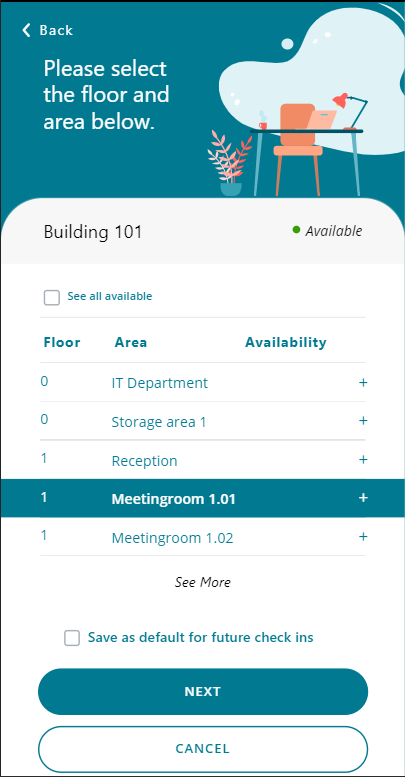 Back
Please select
the floor and
area below.
Building 101
Available
See all available
Floor Area Availability
0 IT Department +
0 Storage area 1 +
1 Reception +
1 Meetingroom 1.01 +
1 Meetingroom 1.02 +
See More
Save as default for future check ins
NEXT
CANCEL